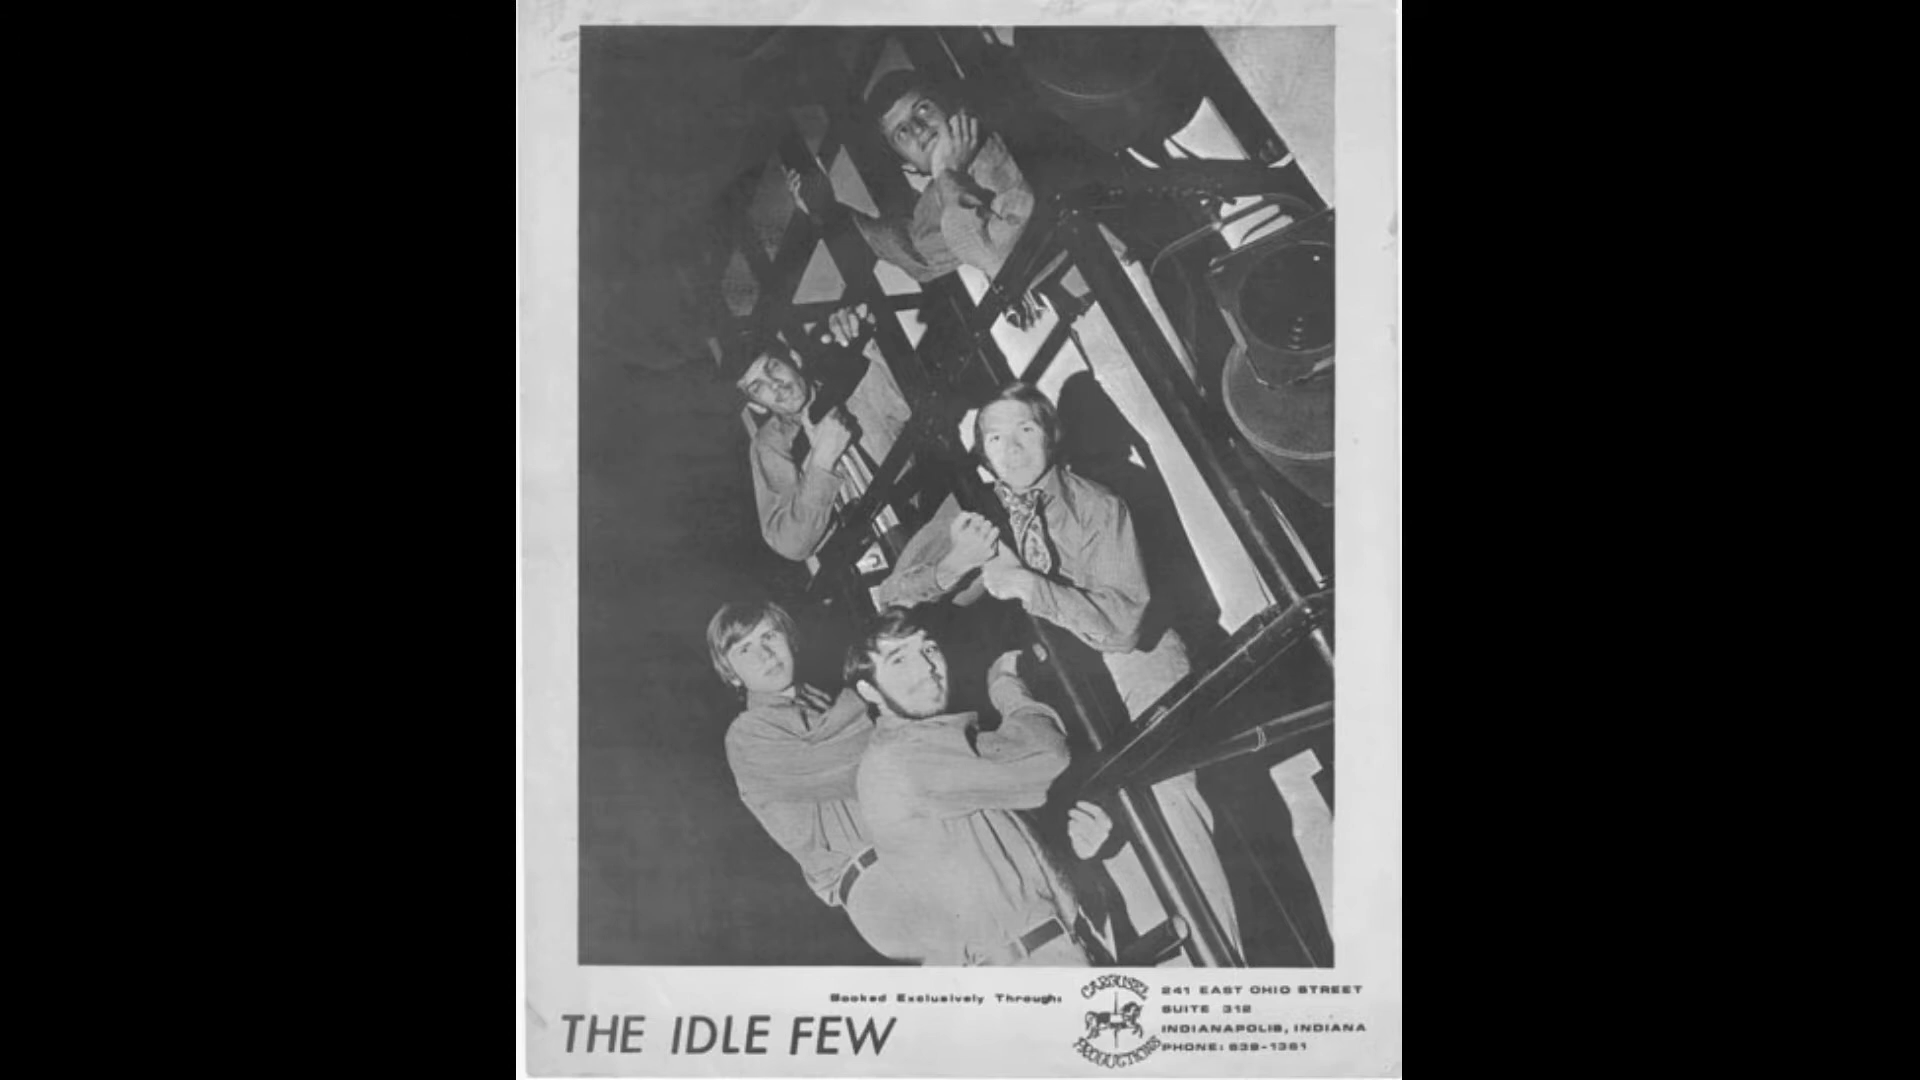 Booked Exclusively Through:
THE IDLE FEW
CAROUSEL
PRODUCTIONS
241 EAST OHIO STREET
SUITE 312
INDIANAPOLIS, INDIANA
PHONE: 639-1361